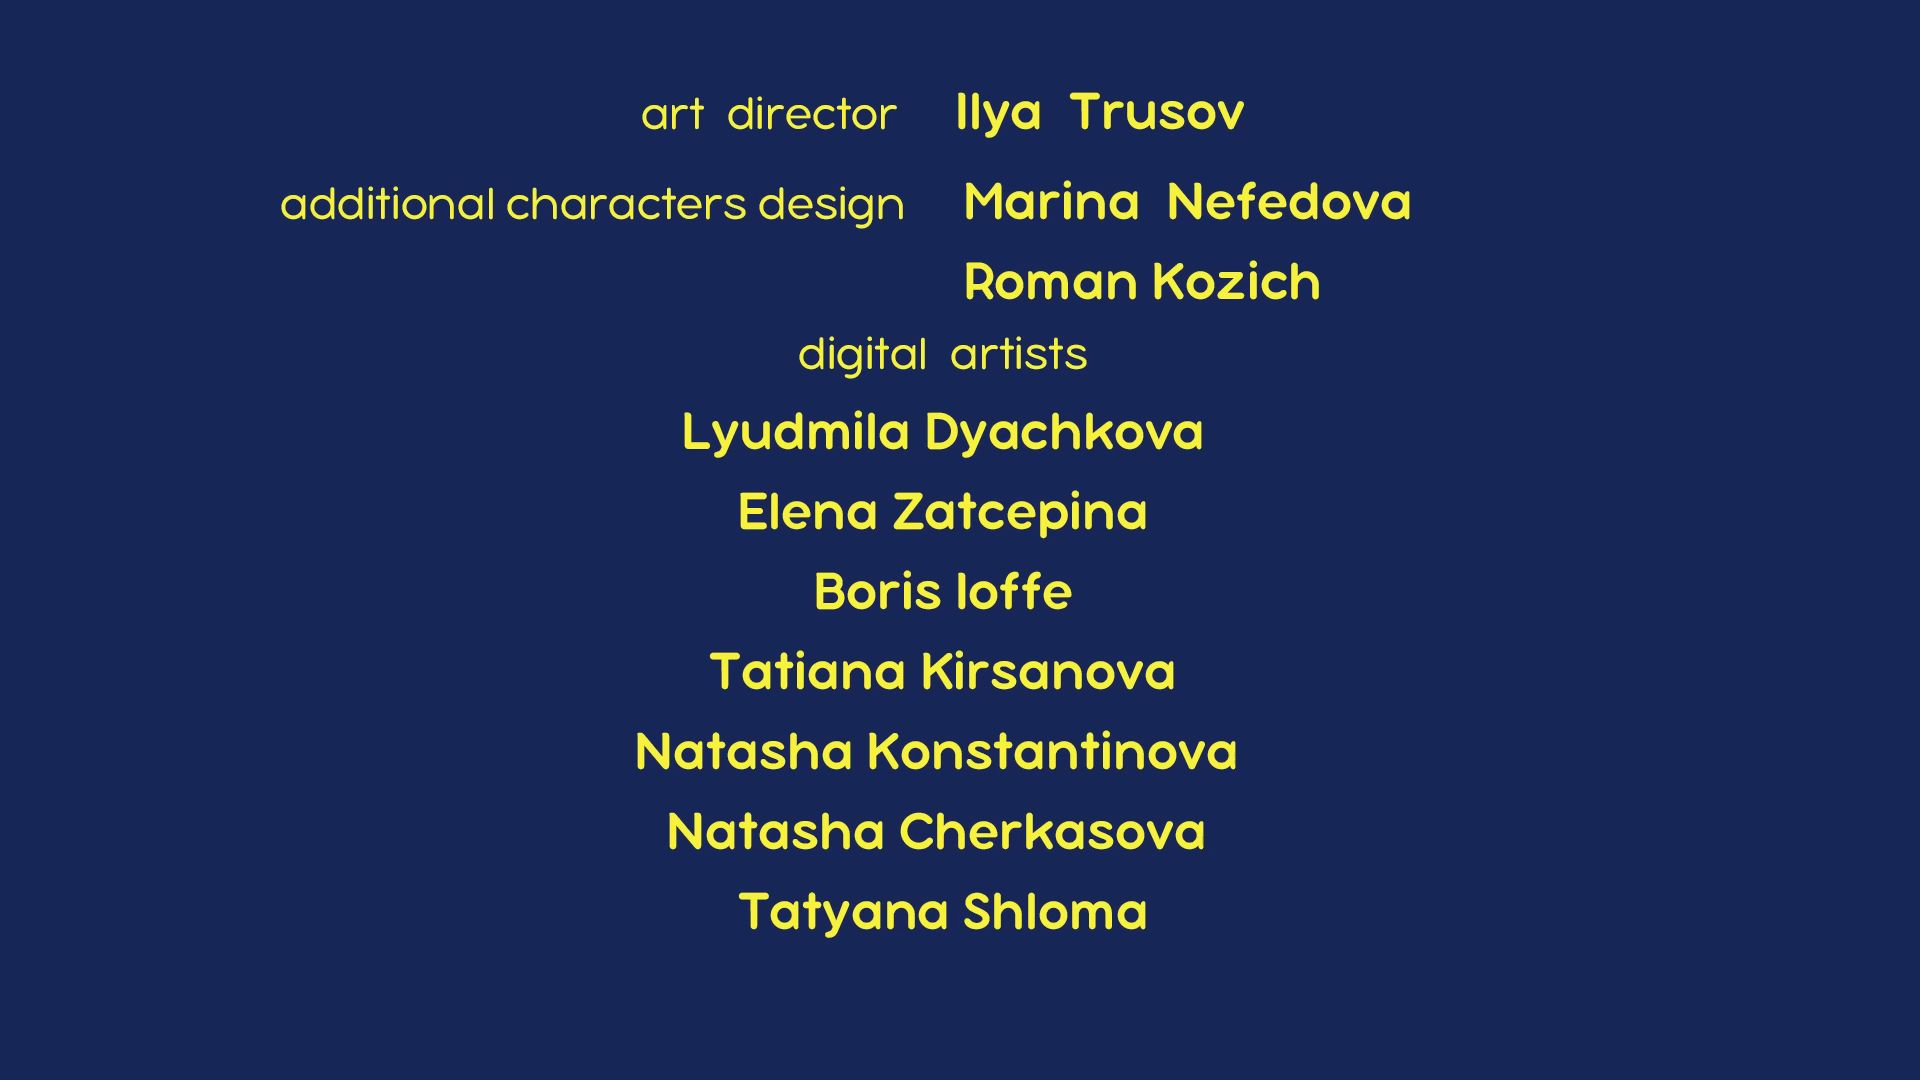 art director Ilya Trusov
additional characters design Marina Nefedova
Roman Kozich
digital artists
Lyudmila Dyachkova
Elena Zatcepina
Boris Ioffe
Tatiana Kirsanova
Natasha Konstantinova
Natasha Cherkasova
Tatyana Shloma